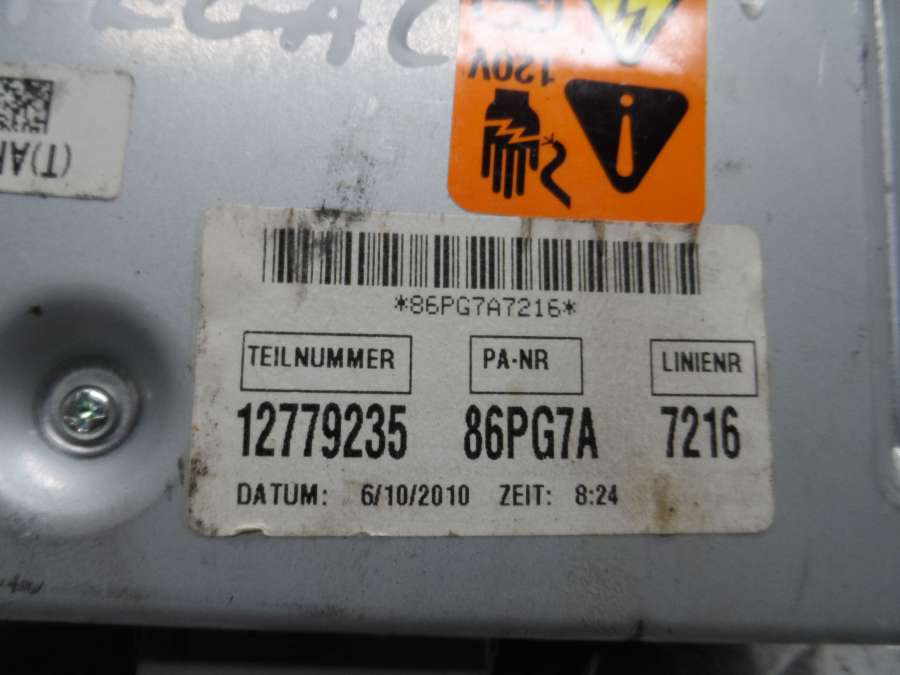 120V
*86PG7A7216*
TEILNUMMER PA-NR LINIENR
12779235 86PG7A 7216
DATUM: 6/10/2010 ZEIT: 8:24